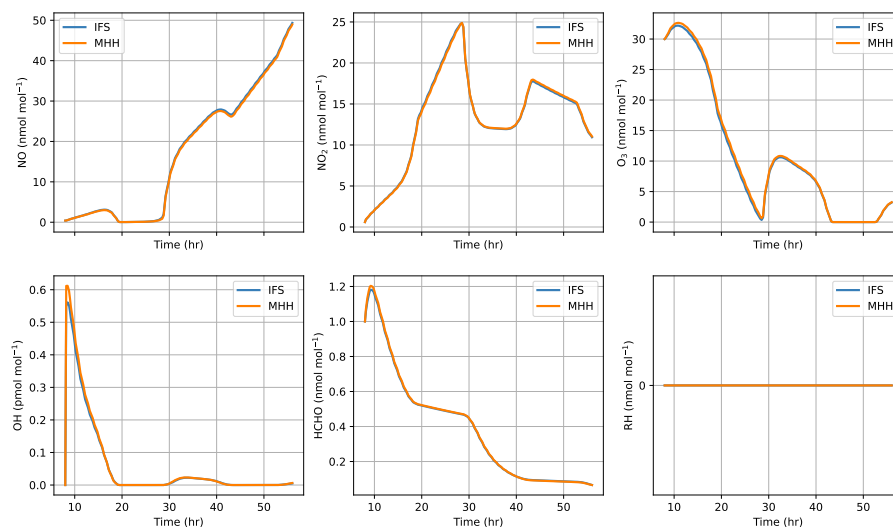 IFS
MHH
50
40
30
20
10
0
NO (nmol mol⁻¹)
Time (hr)
IFS
MHH
25
20
15
10
5
0
NO₂ (nmol mol⁻¹)
Time (hr)
IFS
MHH
30
25
20
15
10
5
0
O₃ (nmol mol⁻¹)
Time (hr)
IFS
MHH
0.6
0.5
0.4
0.3
0.2
0.1
0.0
OH (pmol mol⁻¹)
10 20 30 40 50
Time (hr)
IFS
MHH
1.2
1.0
0.8
0.6
0.4
0.2
HCHO (nmol mol⁻¹)
10 20 30 40 50
Time (hr)
IFS
MHH
0
RH (nmol mol⁻¹)
10 20 30 40 50
Time (hr)